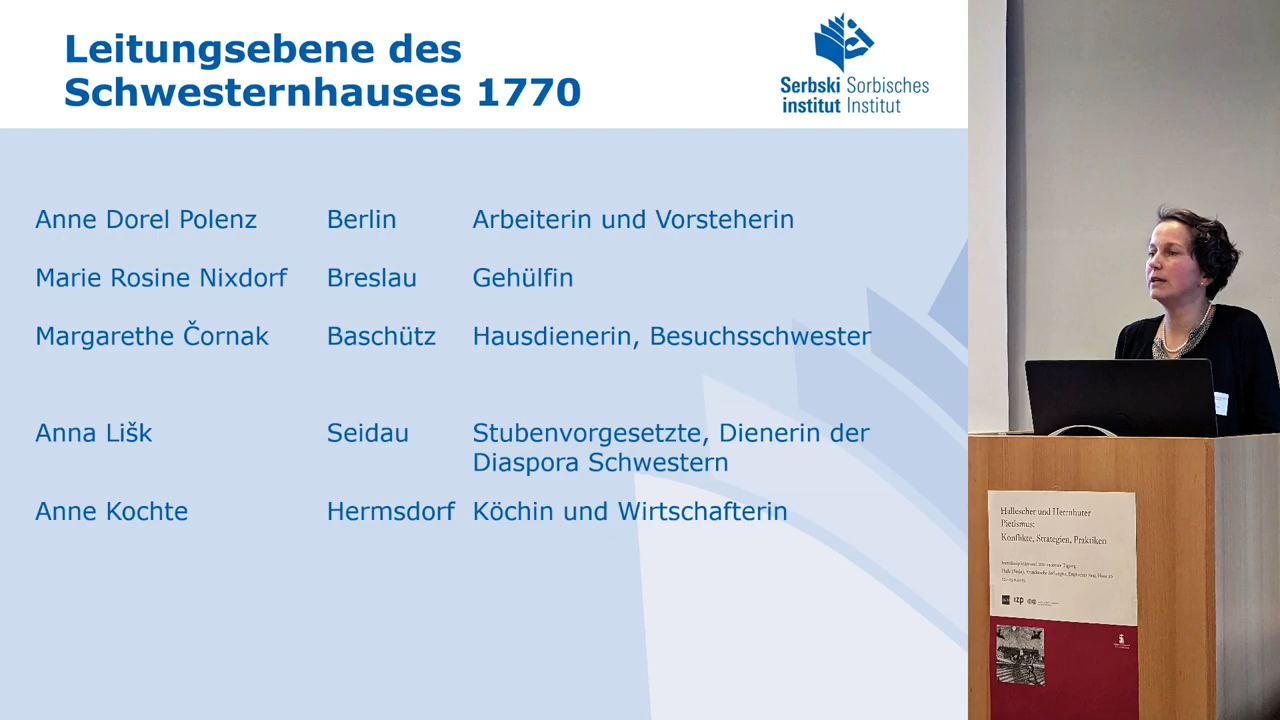 Leitungsebene des
Schwesternhauses 1770
Serbski Sorbisches
institut Institut
Anne Dorel Polenz Berlin Arbeiterin und Vorsteherin
Marie Rosine Nixdorf Breslau Gehülfin
Margarethe Čornak Baschütz Hausdienerin, Besuchsschwester
Anna Lišk Seidau Stubenvorgesetzte, Dienerin der
Diaspora Schwestern
Anne Kochte Hermsdorf Köchin und Wirtschafterin
Hallescher und Herrnhuter
Pietismus:
Konflikte, Strategien, Praktiken
izp